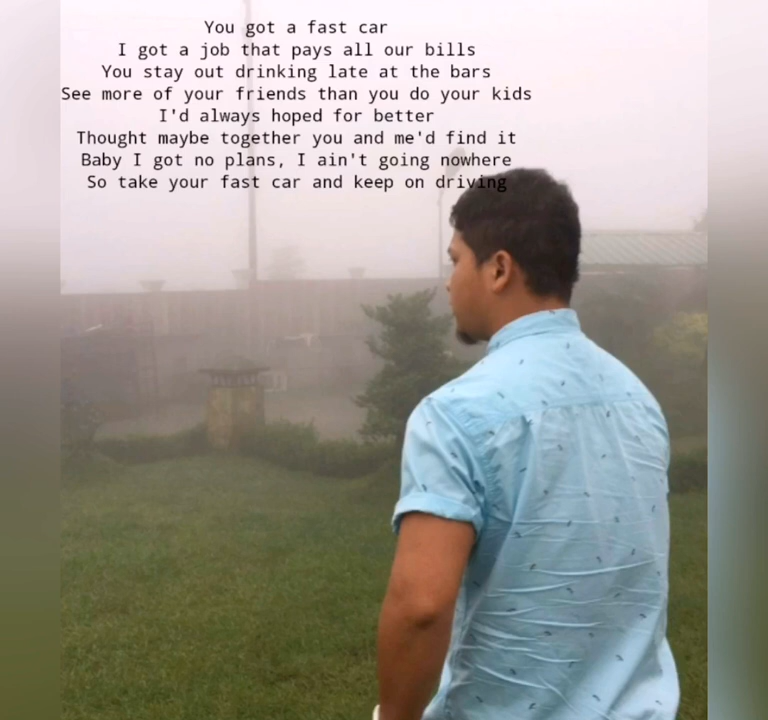 You got a fast car
I got a job that pays all our bills
You stay out drinking late at the bars
See more of your friends than you do your kids
I'd always hoped for better
Thought maybe together you and me'd find it
Baby I got no plans, I ain't going nowhere
So take your fast car and keep on driving